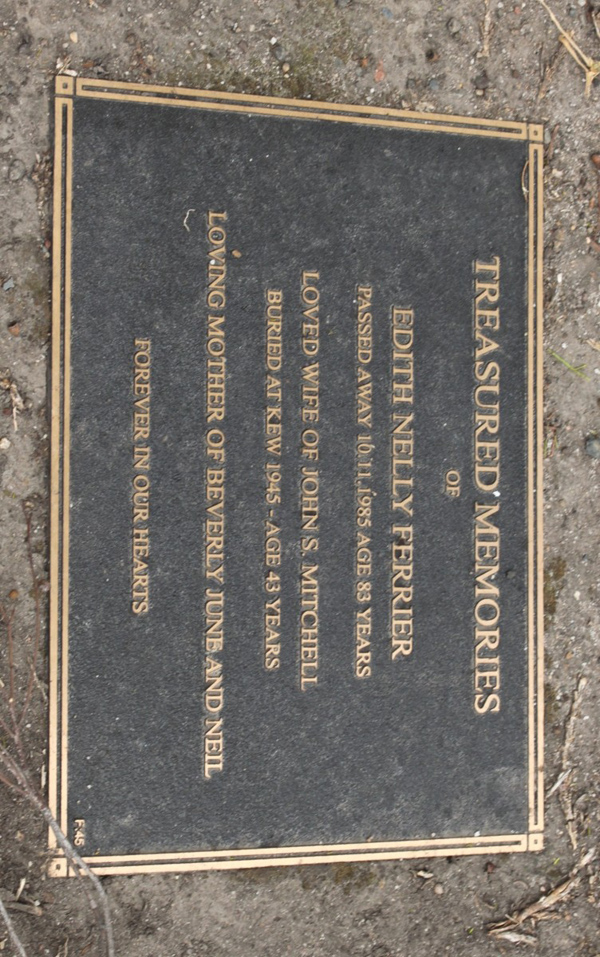 TREASURED MEMORIES
OF
EDITH NELLY FERRIER
PASSED AWAY 10.11.1985 AGE 83 YEARS
LOVED WIFE OF JOHN S. MITCHELL
BURIED AT KEW 1945 - AGE 43 YEARS
LOVING MOTHER OF BEVERLY JUNE AND NEIL
FOREVER IN OUR HEARTS
F.45